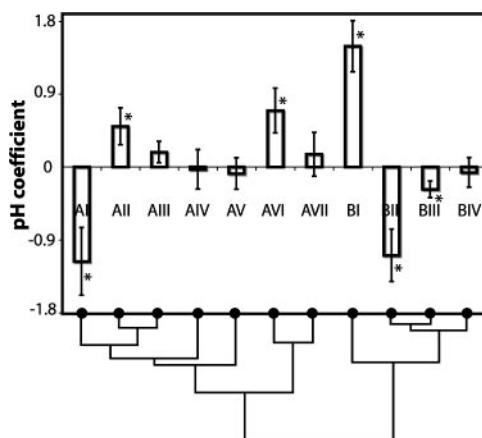 1.8
0.9
0
-0.9
-1.8
pH coefficient
AI AII AIII AIV AV AVI AVII BI BII BIII BIV
* * * * * *